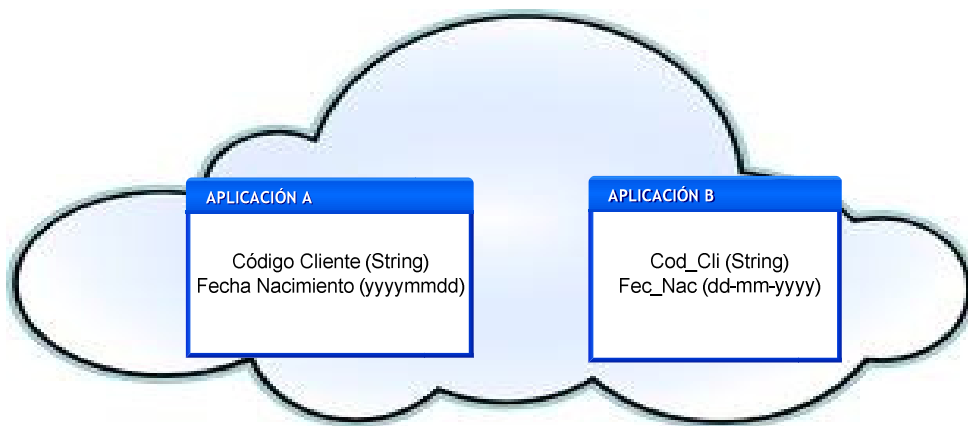 APLICACIÓN A
Código Cliente (String)
Fecha Nacimiento (yyyymmdd)
APLICACIÓN B
Cod_Cli (String)
Fec_Nac (dd-mm-yyyy)